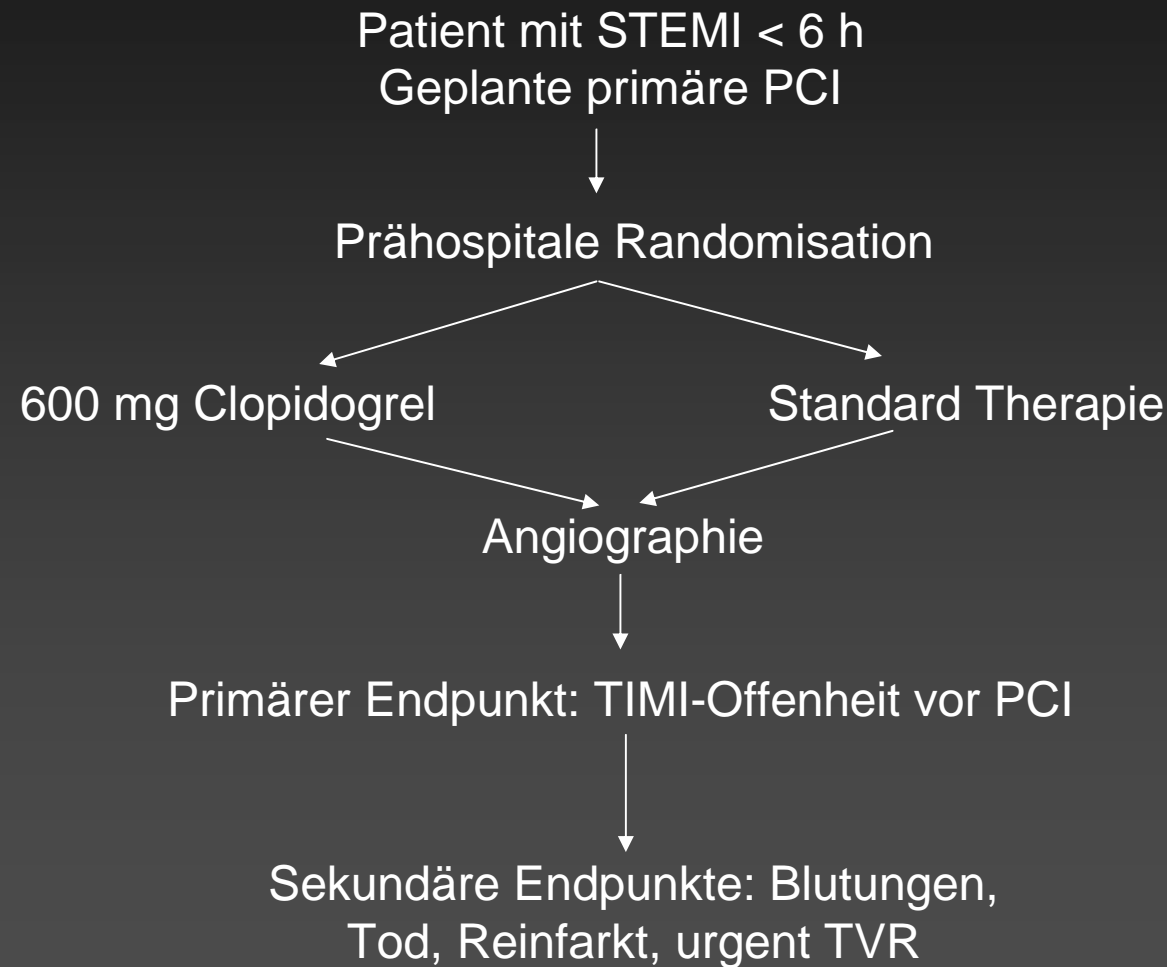 Patient mit STEMI < 6 h
Geplante primäre PCI
Prähospitale Randomisation
600 mg Clopidogrel
Standard Therapie
Angiographie
Primärer Endpunkt: TIMI-Offenheit vor PCI
Sekundäre Endpunkte: Blutungen,
Tod, Reinfarkt, urgent TVR